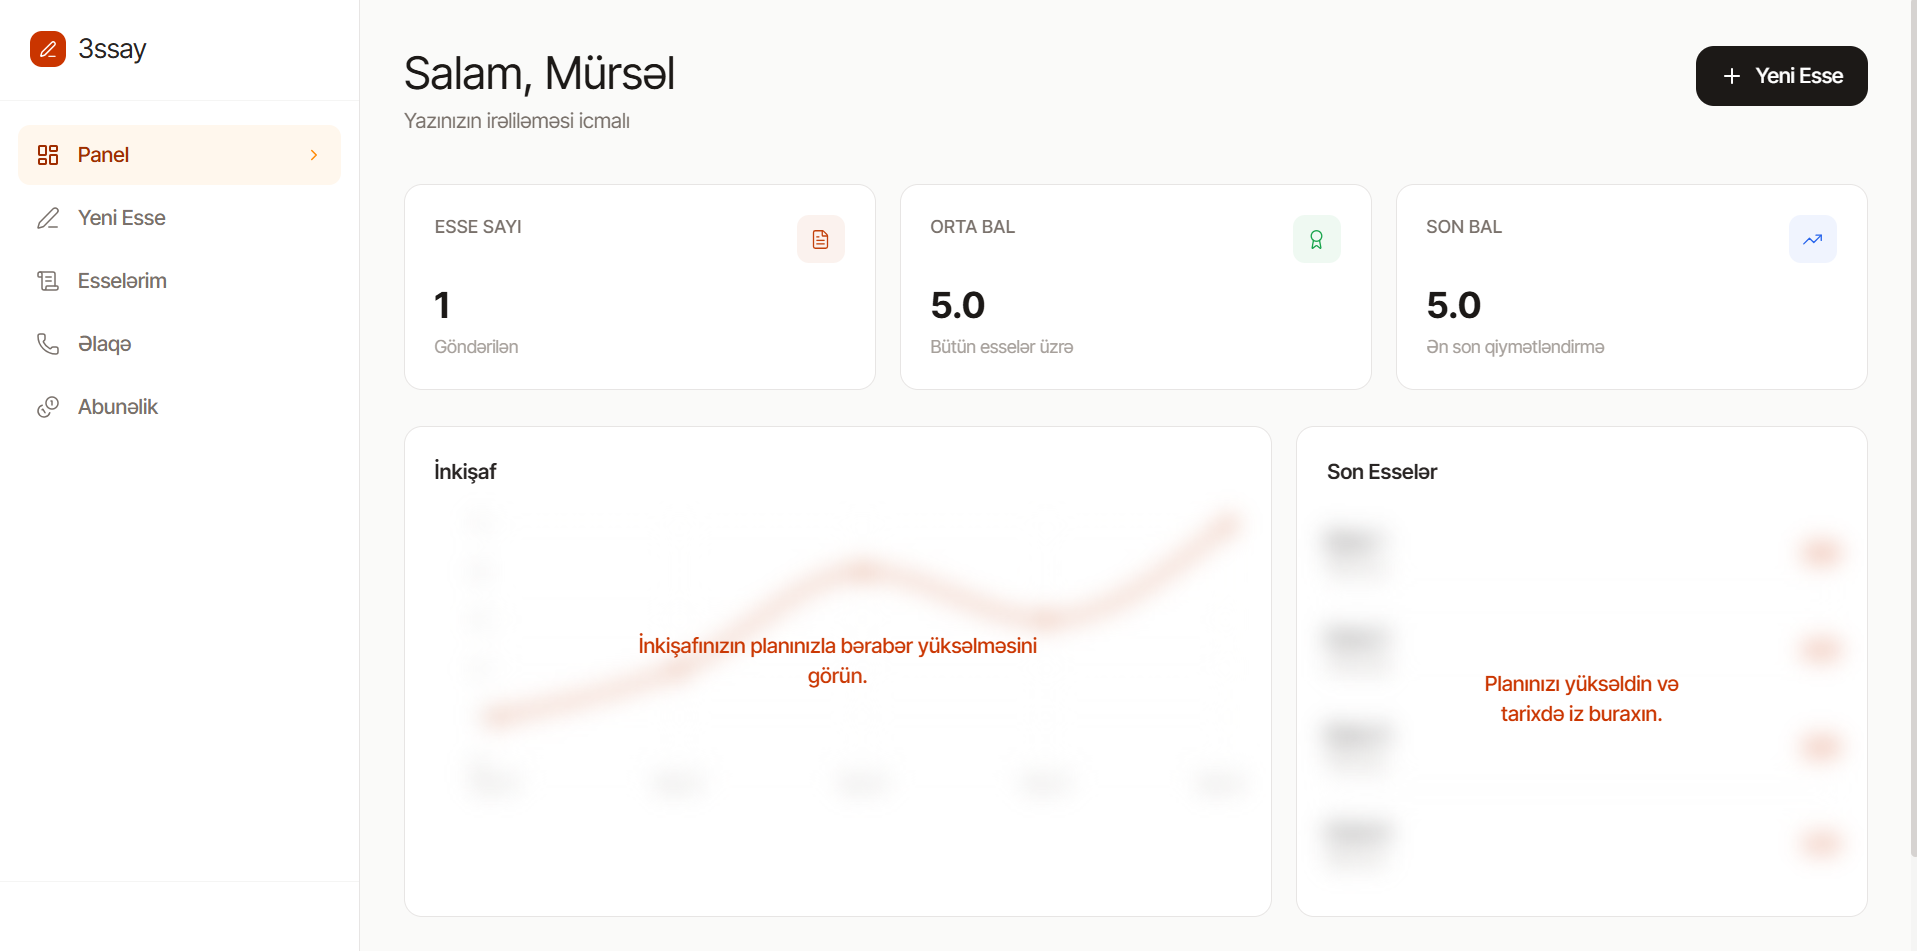 3ssay
Panel
Yeni Esse
Esselərim
Əlaqə
Abunəlik
Salam, Mürsəl
Yazınızın irəliləməsi icmalı
Yeni Esse
ESSE SAYI
1
Göndərilən
ORTA BAL
5.0
Bütün esselər üzrə
SON BAL
5.0
Ən son qiymətləndirmə
İnkişaf
İnkişafınızın planınızla bərabər yüksəlməsini
görün.
Son Esselər
Planınızı yüksəldin və
tarixdə iz buraxın.